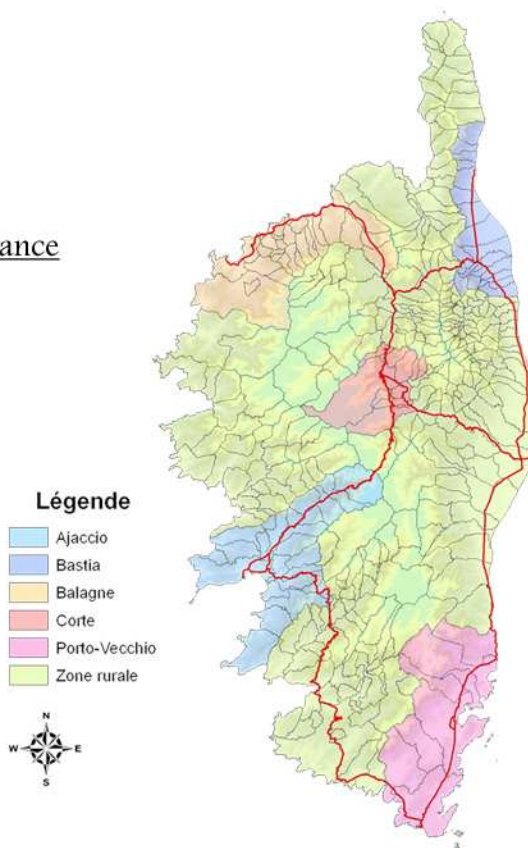 ance
Légende
Ajaccio
Bastia
Balagne
Corte
Porto-Vecchio
Zone rurale
N
W E
S